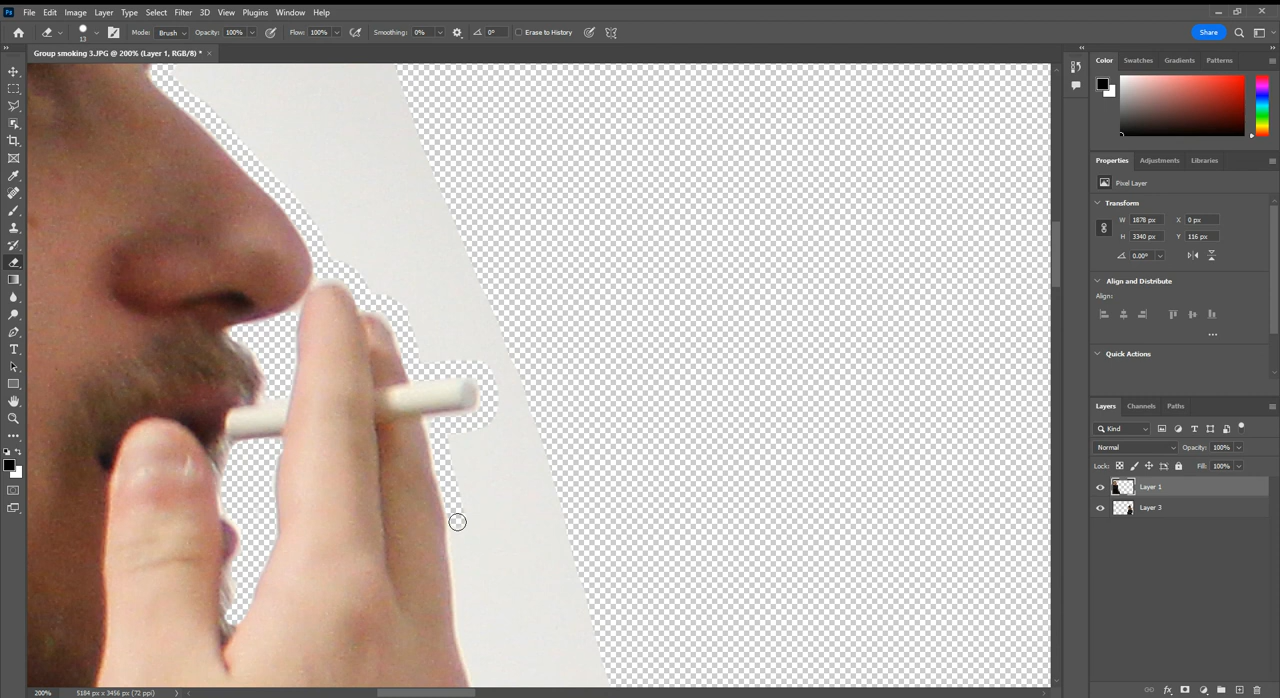 Ps File Edit Image Layer Type Select Filter 3D View Plugins Window Help
13 Mode: Brush Opacity: 100% Flow: 100% Smoothing: 0% 0° Erase to History Share
Group smoking 3.JPG @ 200% (Layer 1, RGB/8) * ×
Color Swatches Gradients Patterns
Properties Adjustments Libraries
Pixel Layer
Transform
W 1878 px X 0 px
H 3340 px Y 116 px
0.00°
Align and Distribute
Align:
Quick Actions
Layers Channels Paths
Kind
Normal Opacity: 100%
Lock: Fill: 100%
Layer 1
Layer 3
200% 5184 px x 3456 px (72 ppi)